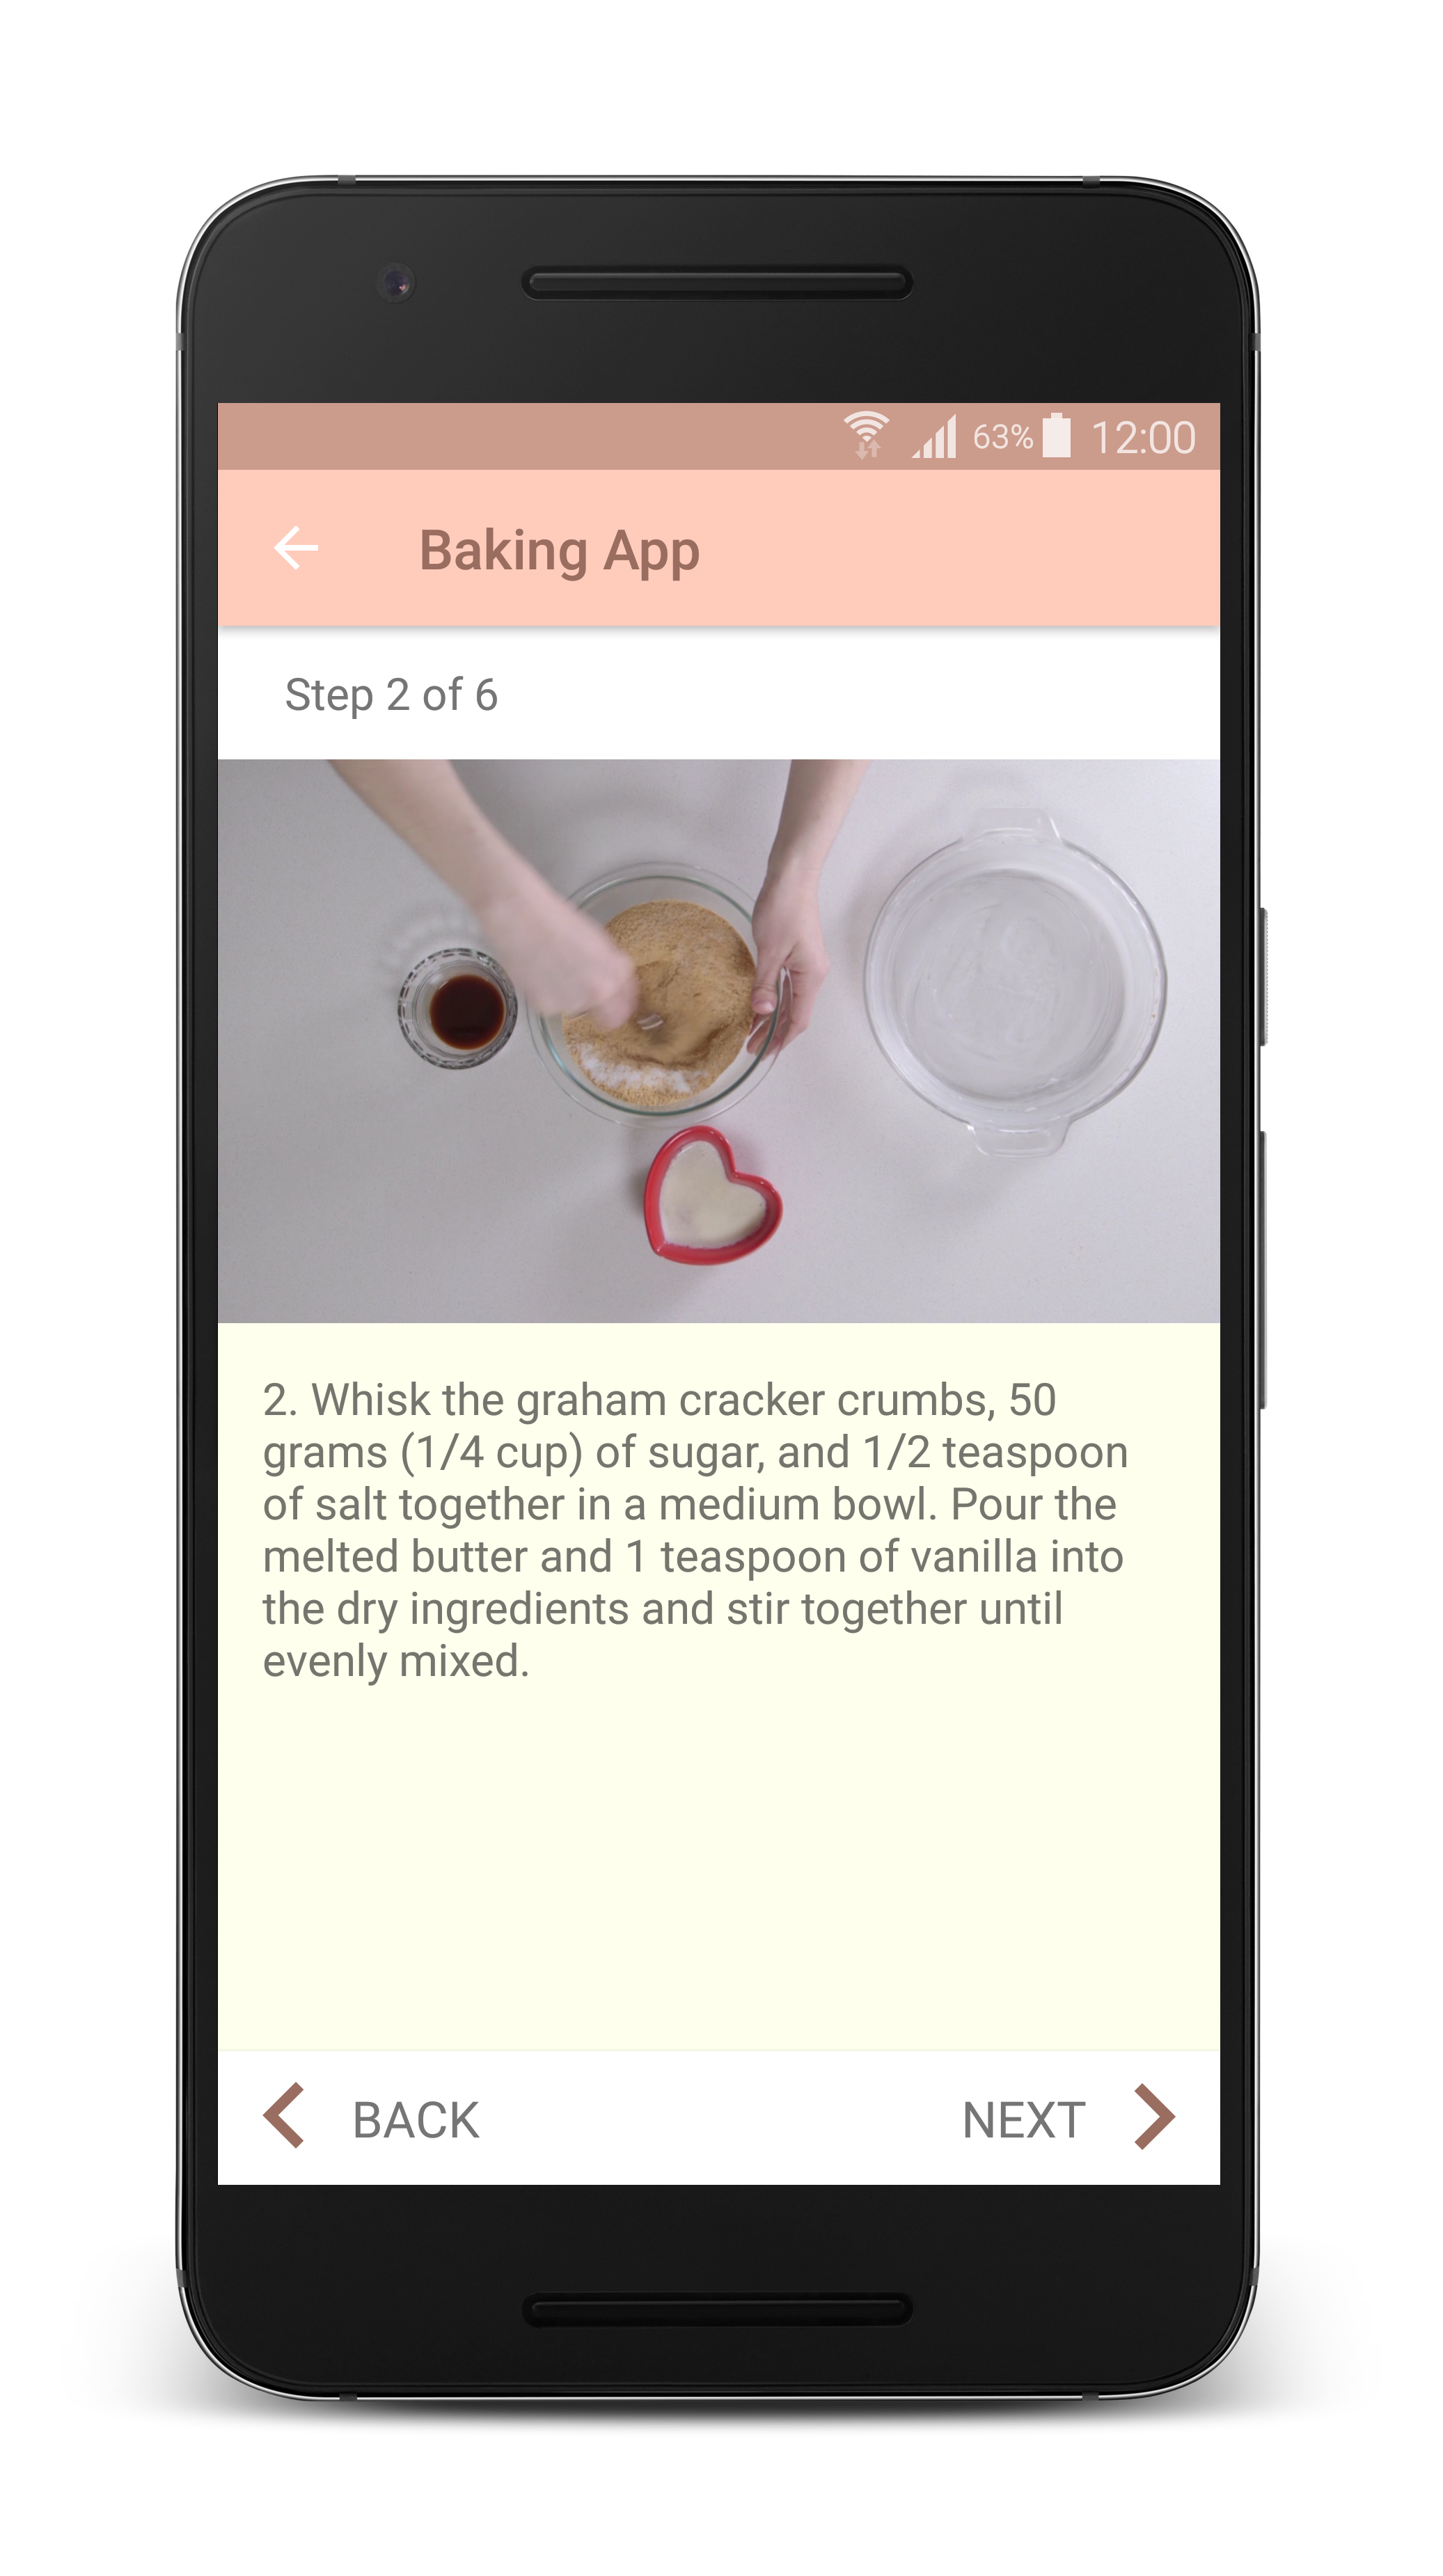 63% 12:00
Baking App
Step 2 of 6
2. Whisk the graham cracker crumbs, 50
grams (1/4 cup) of sugar, and 1/2 teaspoon
of salt together in a medium bowl. Pour the
melted butter and 1 teaspoon of vanilla into
the dry ingredients and stir together until
evenly mixed.
BACK NEXT